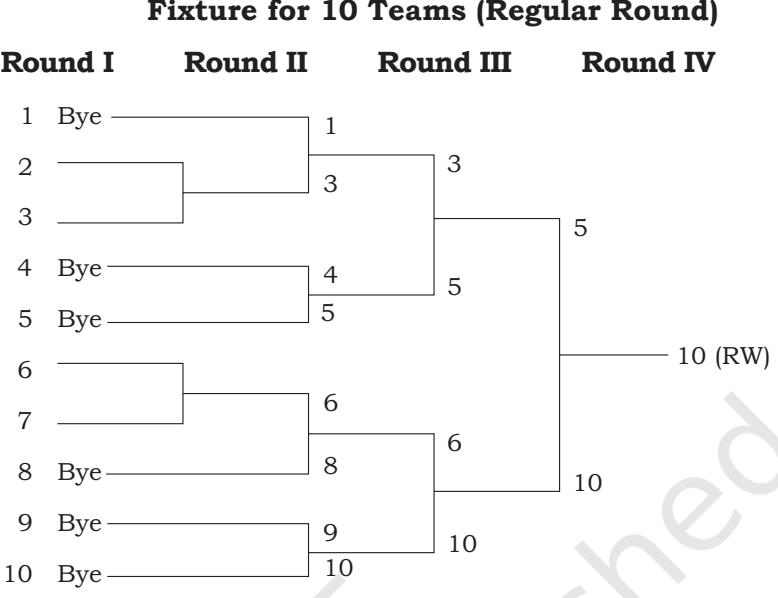 Fixture for 10 Teams (Regular Round)
Round I Round II Round III Round IV
1 Bye
1
2
3
3
3
4 Bye
4
5
5 Bye
5
5
10 (RW)
6
6
7
6
8 Bye
8
10
9 Bye
9
10
10 Bye
10
shed